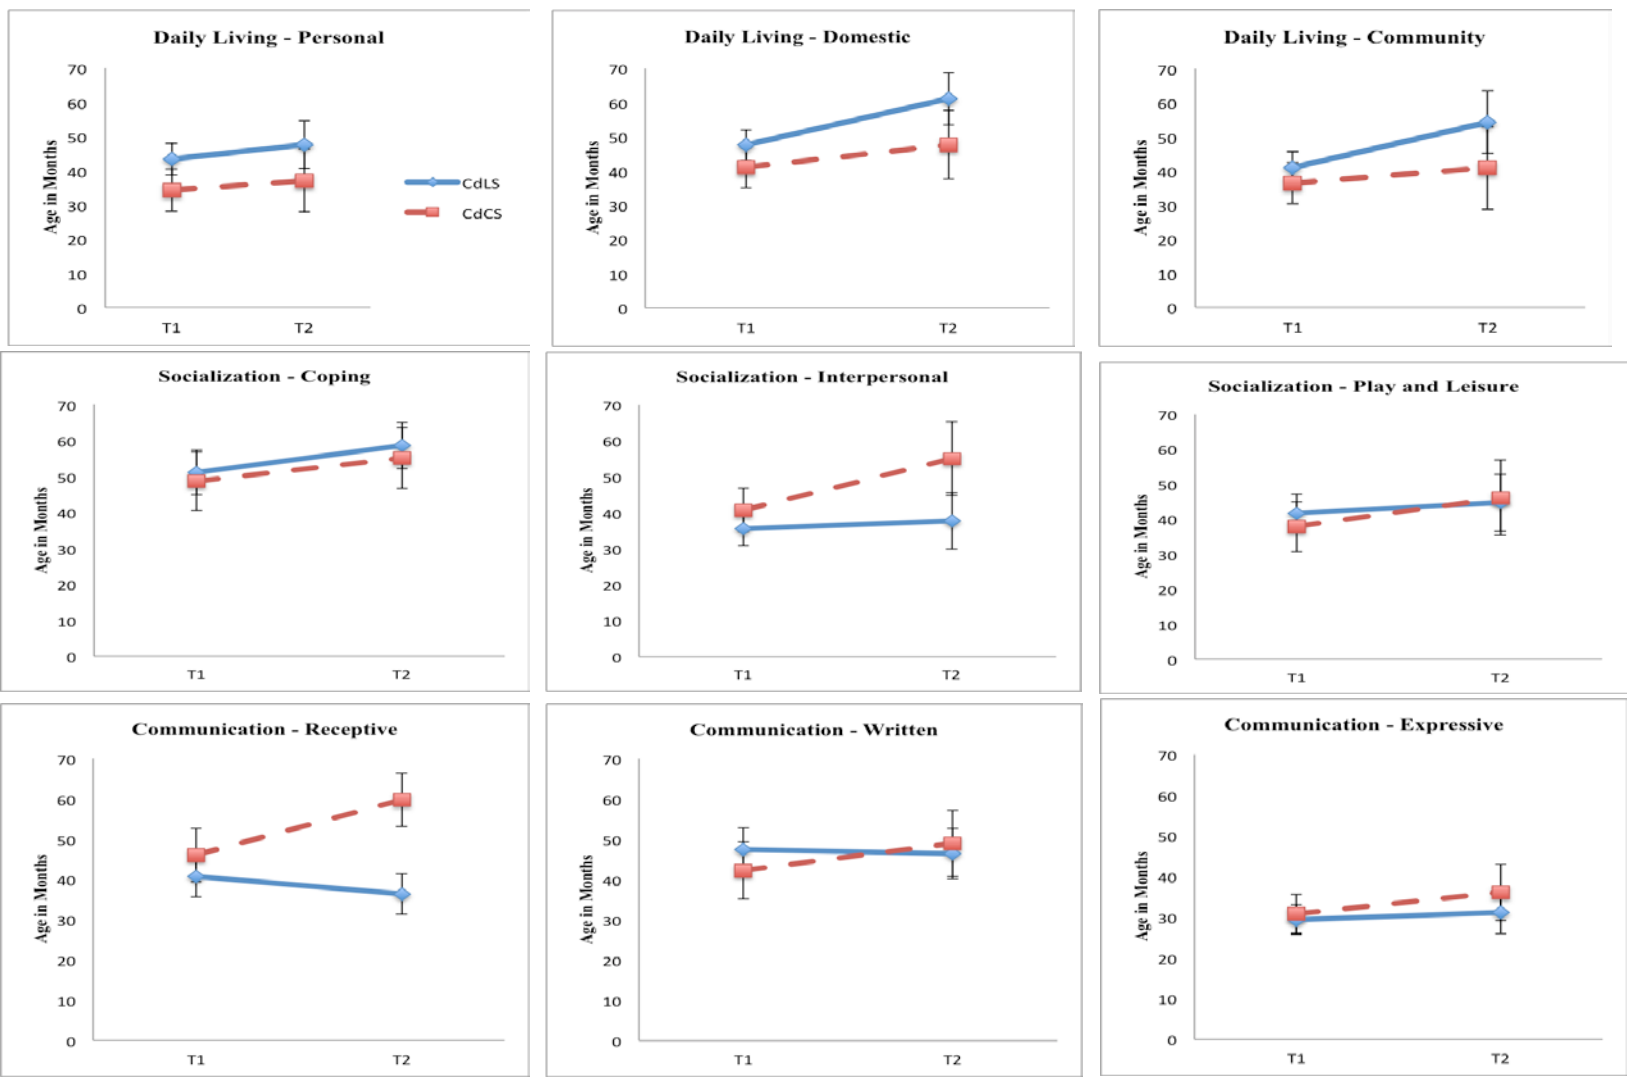 Daily Living - Personal
Age in Months
70
60
50
40
30
20
10
0
T1 T2
CdLS
CdCS
Daily Living - Domestic
Age in Months
70
60
50
40
30
20
10
0
T1 T2
Daily Living - Community
Age in Months
70
60
50
40
30
20
10
0
T1 T2
Socialization - Coping
Age in Months
70
60
50
40
30
20
10
0
T1 T2
Socialization - Interpersonal
Age in Months
70
60
50
40
30
20
10
0
T1 T2
Socialization - Play and Leisure
Age in Months
70
60
50
40
30
20
10
0
T1 T2
Communication - Receptive
Age in Months
70
60
50
40
30
20
10
0
T1 T2
Communication - Written
Age in Months
70
60
50
40
30
20
10
0
T1 T2
Communication - Expressive
Age in Months
70
60
50
40
30
20
10
0
T1 T2